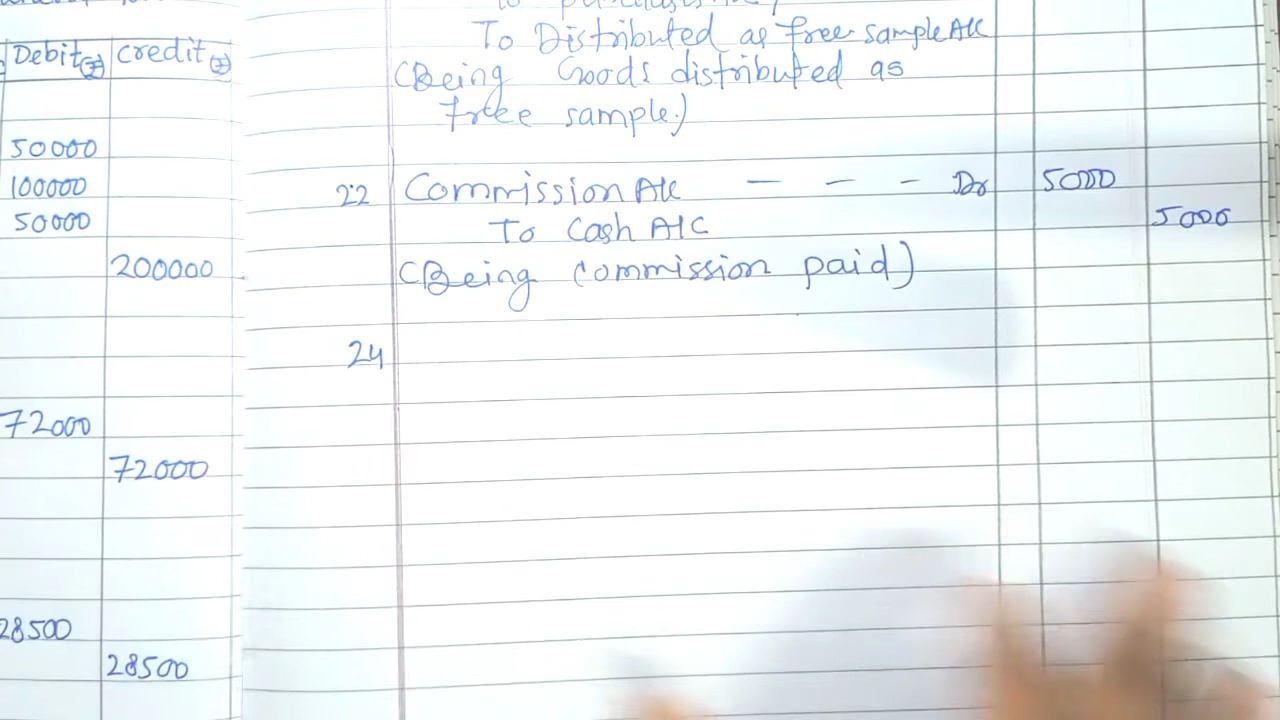 Debit(₹) Credit(₹)
50000
100000
50000
200000
72000
72000
28500
28500
To Distributed as free sample A/c
(Being Goods distributed as
free sample.)
22 Commission A/c — — - Dr 5000
To Cash A/C 5000
(Being commission paid)
24